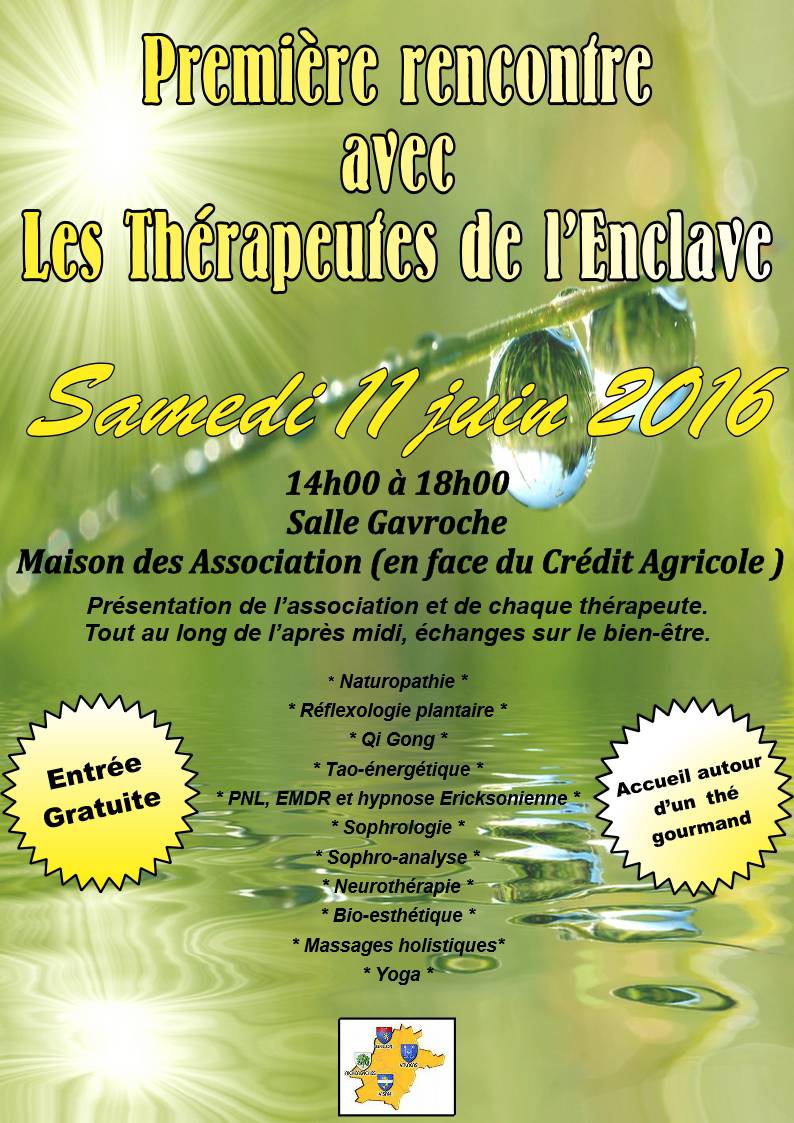 Première rencontre
avec
Les Thérapeutes de l'Enclave
Samedi 11 juin 2016
14h00 à 18h00
Salle Gavroche
Maison des Association (en face du Crédit Agricole )
Présentation de l'association et de chaque thérapeute.
Tout au long de l'après midi, échanges sur le bien-être.
* Naturopathie *
* Réflexologie plantaire *
* Qi Gong *
* Tao-énergétique *
* PNL, EMDR et hypnose Ericksonienne *
* Sophrologie *
* Sophro-analyse *
* Neurothérapie *
* Bio-esthétique *
* Massages holistiques*
* Yoga *
Entrée
Gratuite
Accueil autour
d'un thé
gourmand